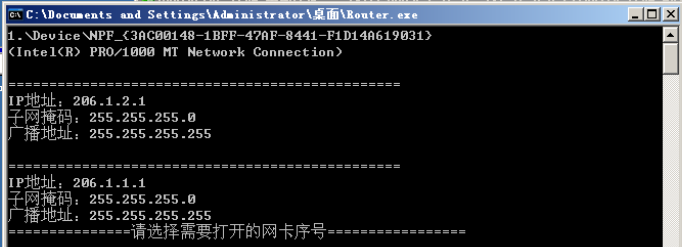 C:\Documents and Settings\Administrator\桌面\Router.exe
1.\Device\NPF_{3AC00148-1BFF-47AF-8441-F1D14A619031}
(Intel(R) PRO/1000 MT Network Connection)
================================================
IP地址：206.1.2.1
子网掩码：255.255.255.0
广播地址：255.255.255.255
================================================
IP地址：206.1.1.1
子网掩码：255.255.255.0
广播地址：255.255.255.255
===============请选择需要打开的网卡序号=================